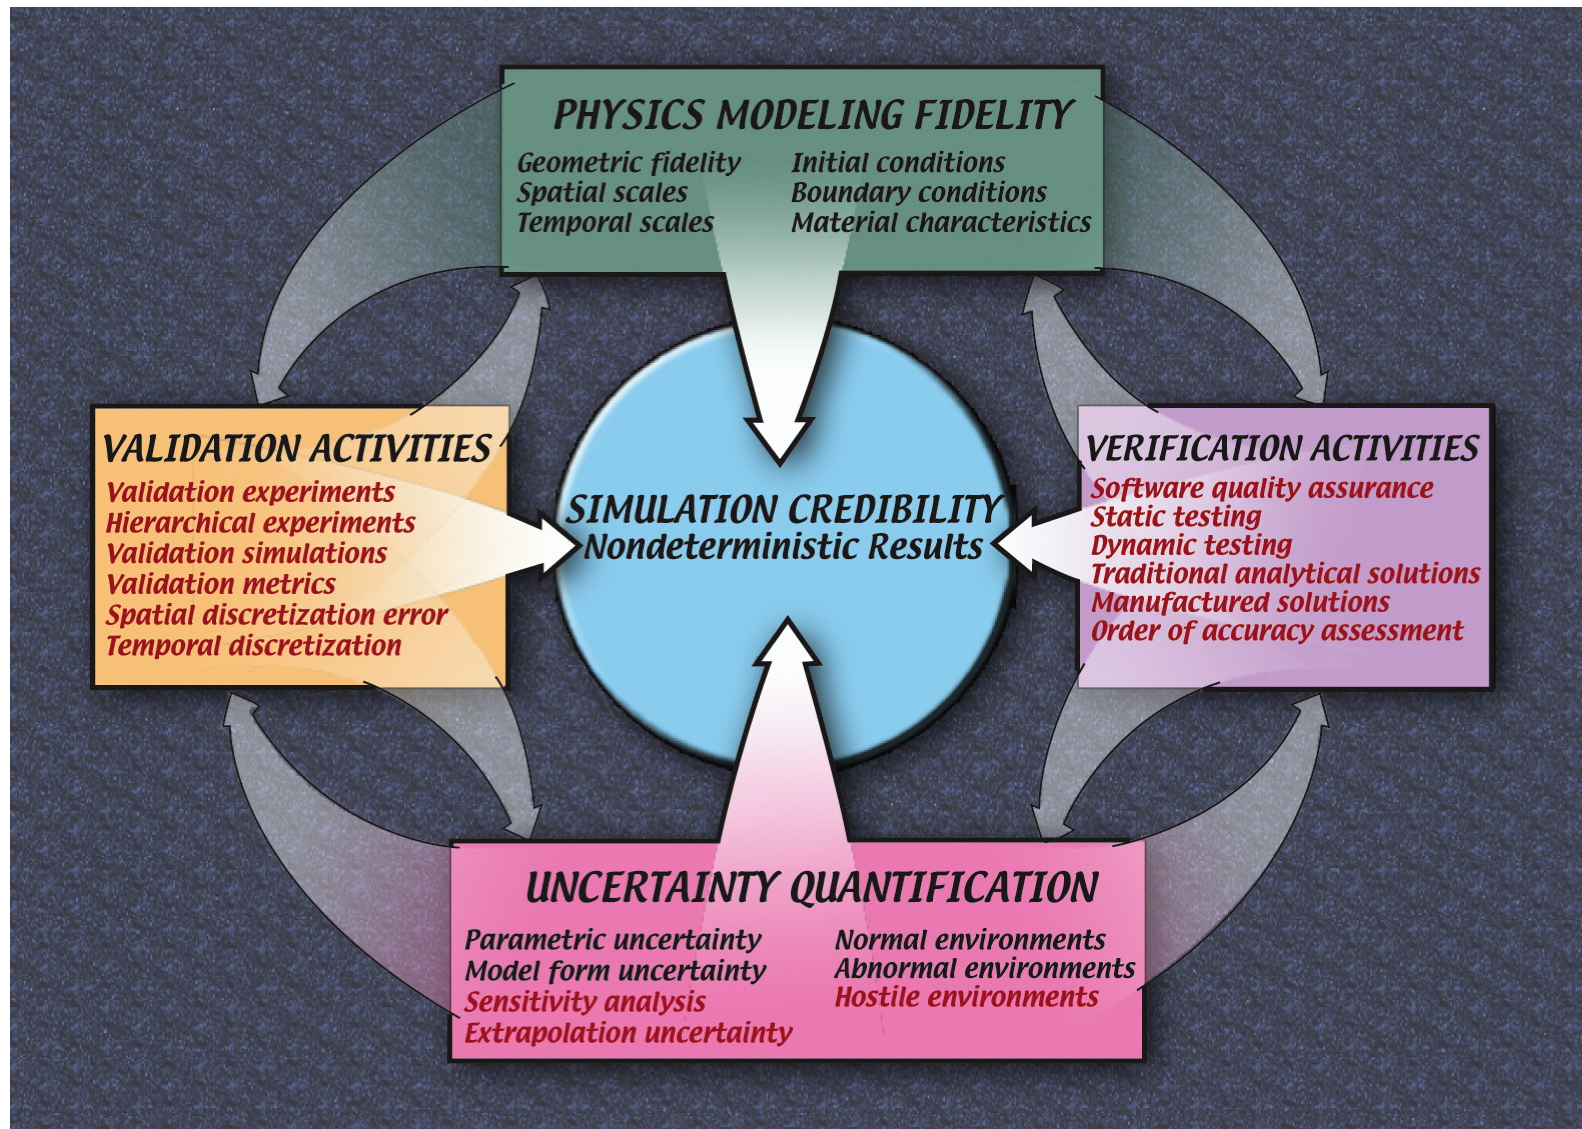 PHYSICS MODELING FIDELITY
Geometric fidelity
Spatial scales
Temporal scales
Initial conditions
Boundary conditions
Material characteristics
VALIDATION ACTIVITIES
Validation experiments
Hierarchical experiments
Validation simulations
Validation metrics
Spatial discretization error
Temporal discretization
SIMULATION CREDIBILITY
Nondeterministic Results
VERIFICATION ACTIVITIES
Software quality assurance
Static testing
Dynamic testing
Traditional analytical solutions
Manufactured solutions
Order of accuracy assessment
UNCERTAINTY QUANTIFICATION
Parametric uncertainty
Model form uncertainty
Sensitivity analysis
Extrapolation uncertainty
Normal environments
Abnormal environments
Hostile environments